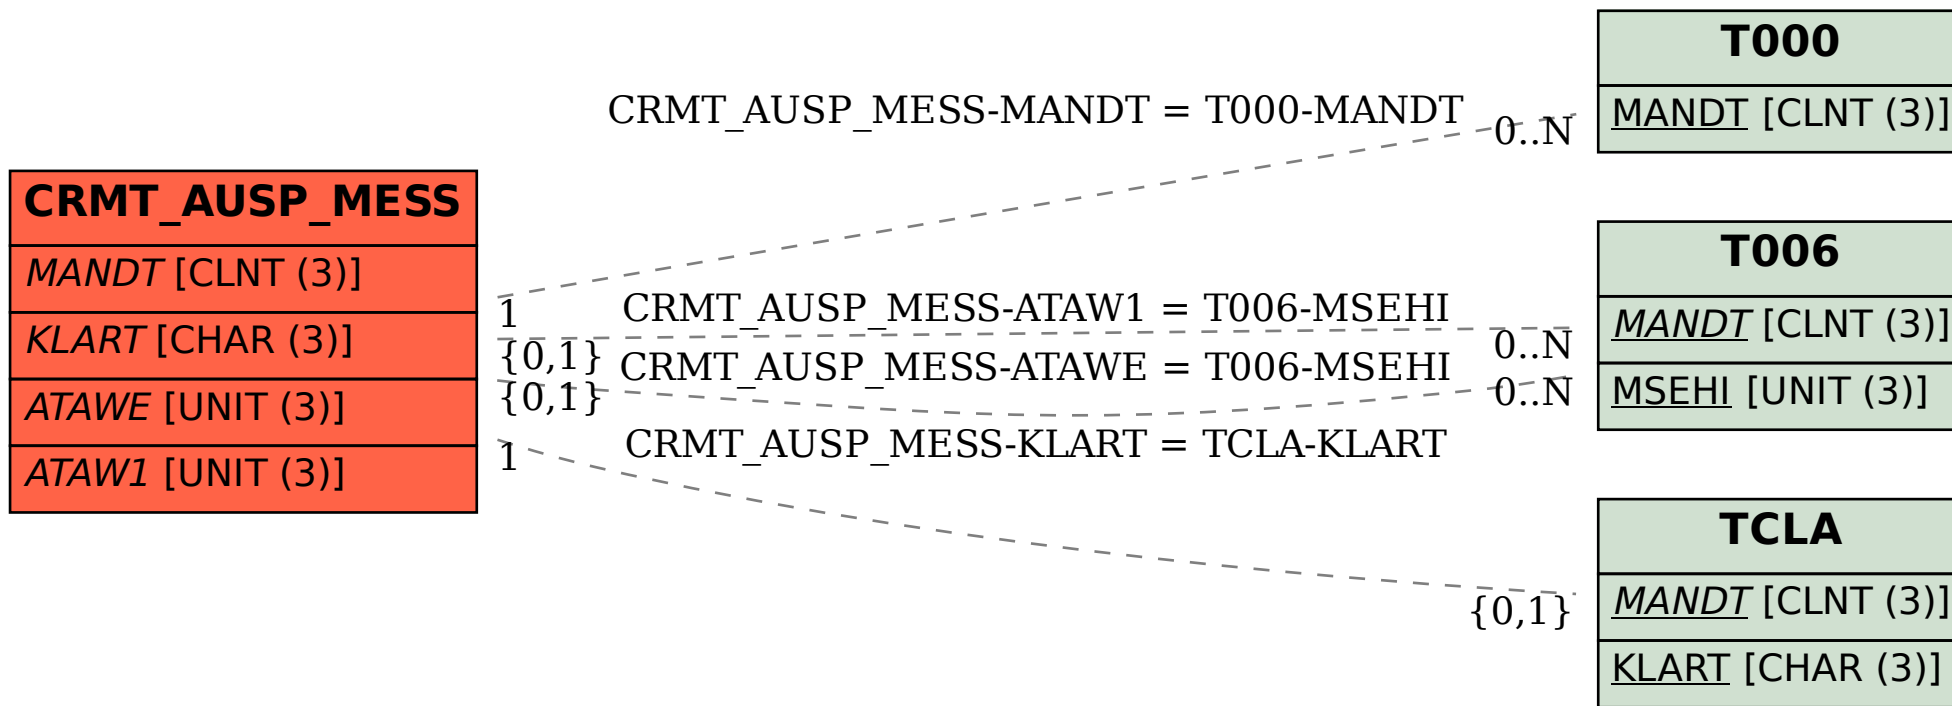 CRMT_AUSP_MESS
MANDT [CLNT (3)]
KLART [CHAR (3)]
ATAWE [UNIT (3)]
ATAW1 [UNIT (3)]
CRMT_AUSP_MESS-MANDT = T000-MANDT
0..N
1
CRMT_AUSP_MESS-ATAW1 = T006-MSEHI
{0,1}
0..N
CRMT_AUSP_MESS-ATAWE = T006-MSEHI
{0,1}
0..N
CRMT_AUSP_MESS-KLART = TCLA-KLART
1
{0,1}
T000
MANDT [CLNT (3)]
T006
MANDT [CLNT (3)]
MSEHI [UNIT (3)]
TCLA
MANDT [CLNT (3)]
KLART [CHAR (3)]